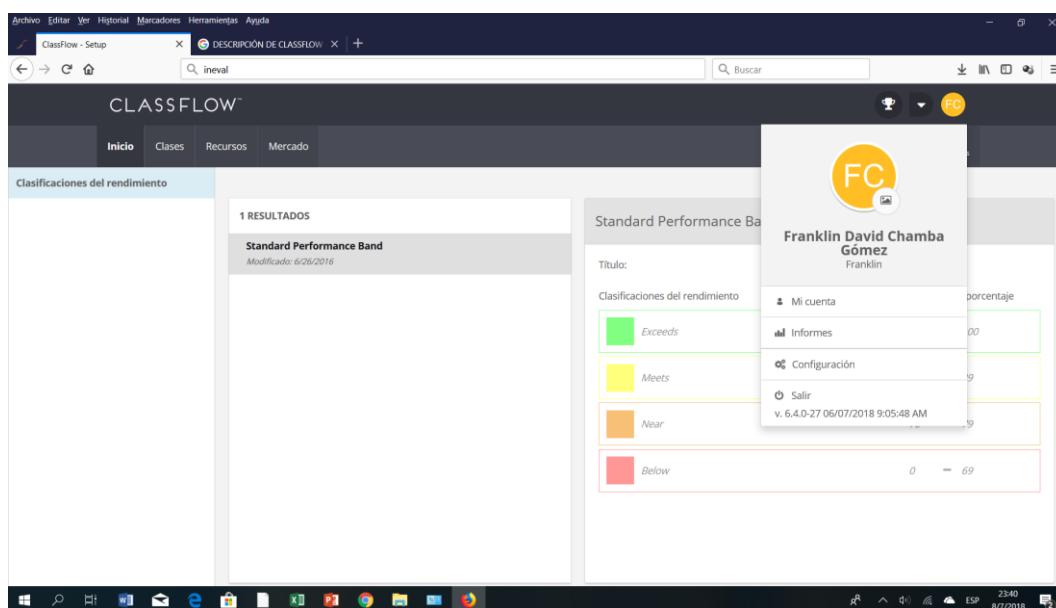 Archivo Editar Ver Historial Marcadores Herramientas Ayuda
ClassFlow - Setup
DESCRIPCIÓN DE CLASSFLOW
ineval
Buscar
CLASSFLOW
FC
Inicio Clases Recursos Mercado
Clasificaciones del rendimiento
1 RESULTADOS
Standard Performance Band
Modificado: 6/26/2016
Standard Performance Ba
Título:
Clasificaciones del rendimiento
porcentaje
Exceeds
00
Meets
9
Near
79
Below 0 — 69
FC
Franklin David Chamba
Gómez
Franklin
Mi cuenta
Informes
Configuración
Salir
v. 6.4.0-27 06/07/2018 9:05:48 AM
ESP
23:40
8/7/2018